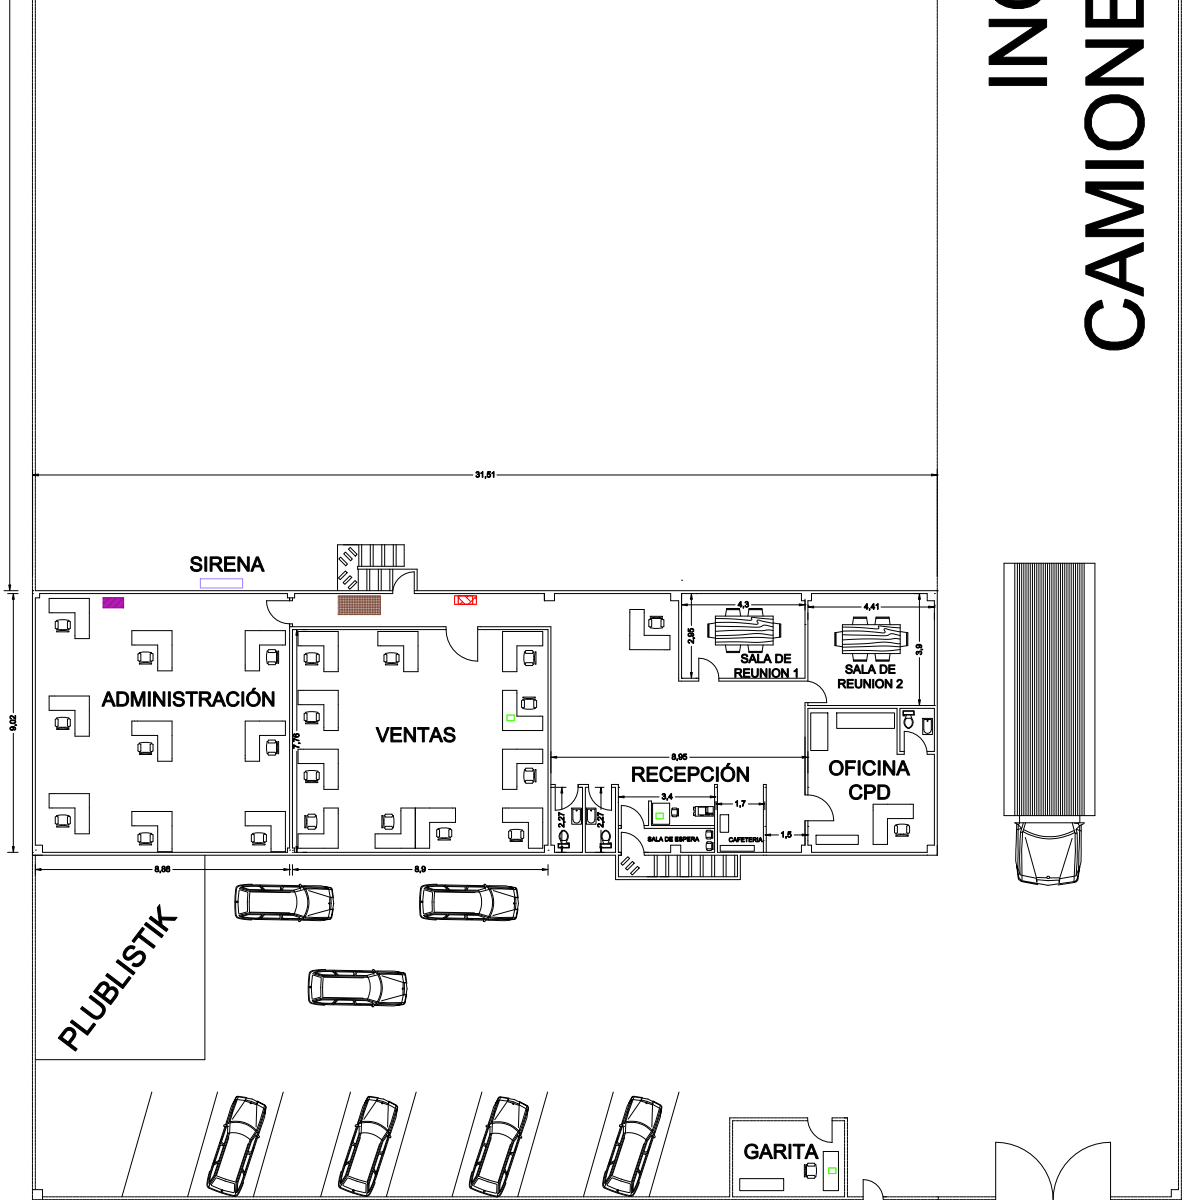 ING
CAMIONE
31,51
SIRENA
4,3
4,41
2,95
3,9
SALA DE
REUNION 1
SALA DE
REUNION 2
ADMINISTRACIÓN
9,02
7,76
VENTAS
8,95
RECEPCIÓN
OFICINA
CPD
3,4
1,7
2,27
2,27
1,5
SALA DE ESPERA
CAFETERIA
8,86
8,9
PLUBLISTIK
GARITA